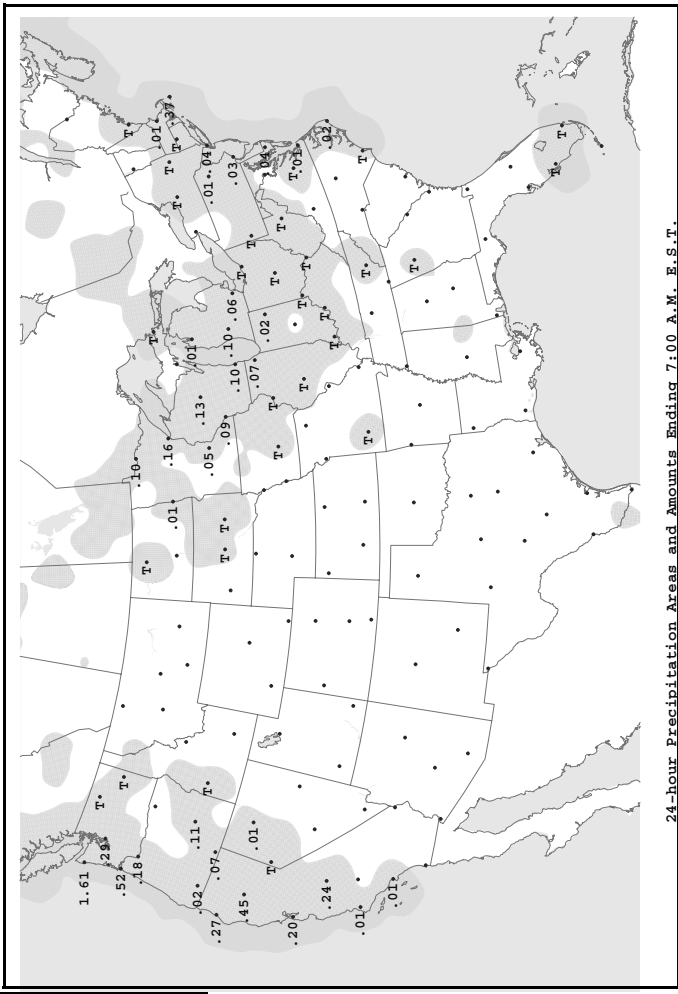 1.61
T
.29
.52
T
T
.10
.18
T
T
.01
.16
.37
T
.01
T
T
.01
.11
.02
.13
.04
T
.01
.05
.07
.27
T
T
.09
.10
.06
.03
.10
T
.45
T
.01
.07
.04
.02
T
T
T
T
T
T
.20
.01
T
T
T
T
.24
.02
T
.01
T
T
T
.01
T
T
T
24-hour Precipitation Areas and Amounts Ending 7:00 A.M. E.S.T.